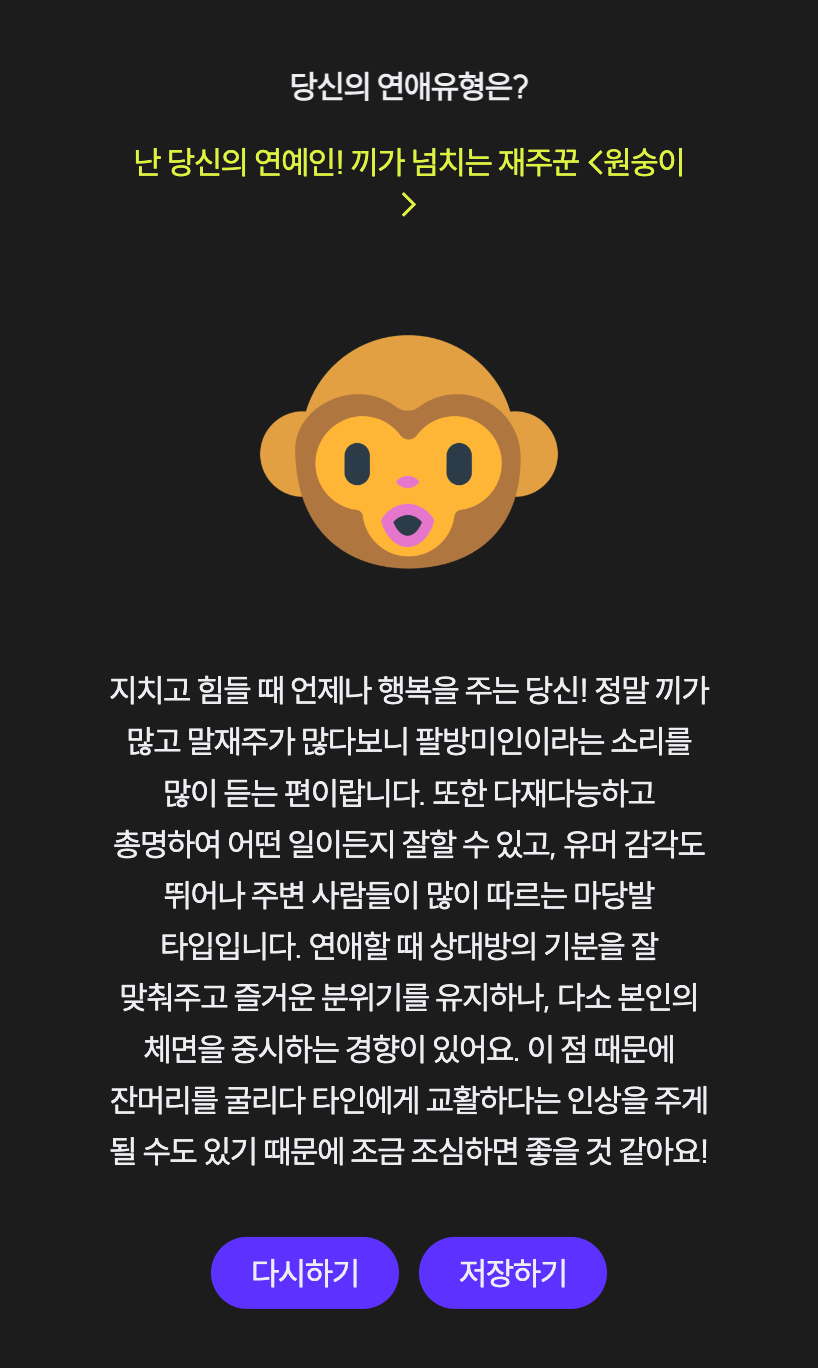 당신의 연애유형은?
난 당신의 연예인! 끼가 넘치는 재주꾼 <원숭이
>
지치고 힘들 때 언제나 행복을 주는 당신! 정말 끼가
많고 말재주가 많다보니 팔방미인이라는 소리를
많이 듣는 편이랍니다. 또한 다재다능하고
총명하여 어떤 일이든지 잘할 수 있고, 유머 감각도
뛰어나 주변 사람들이 많이 따르는 마당발
타입입니다. 연애할 때 상대방의 기분을 잘
맞춰주고 즐거운 분위기를 유지하나, 다소 본인의
체면을 중시하는 경향이 있어요. 이 점 때문에
잔머리를 굴리다 타인에게 교활하다는 인상을 주게
될 수도 있기 때문에 조금 조심하면 좋을 것 같아요!
다시하기 저장하기